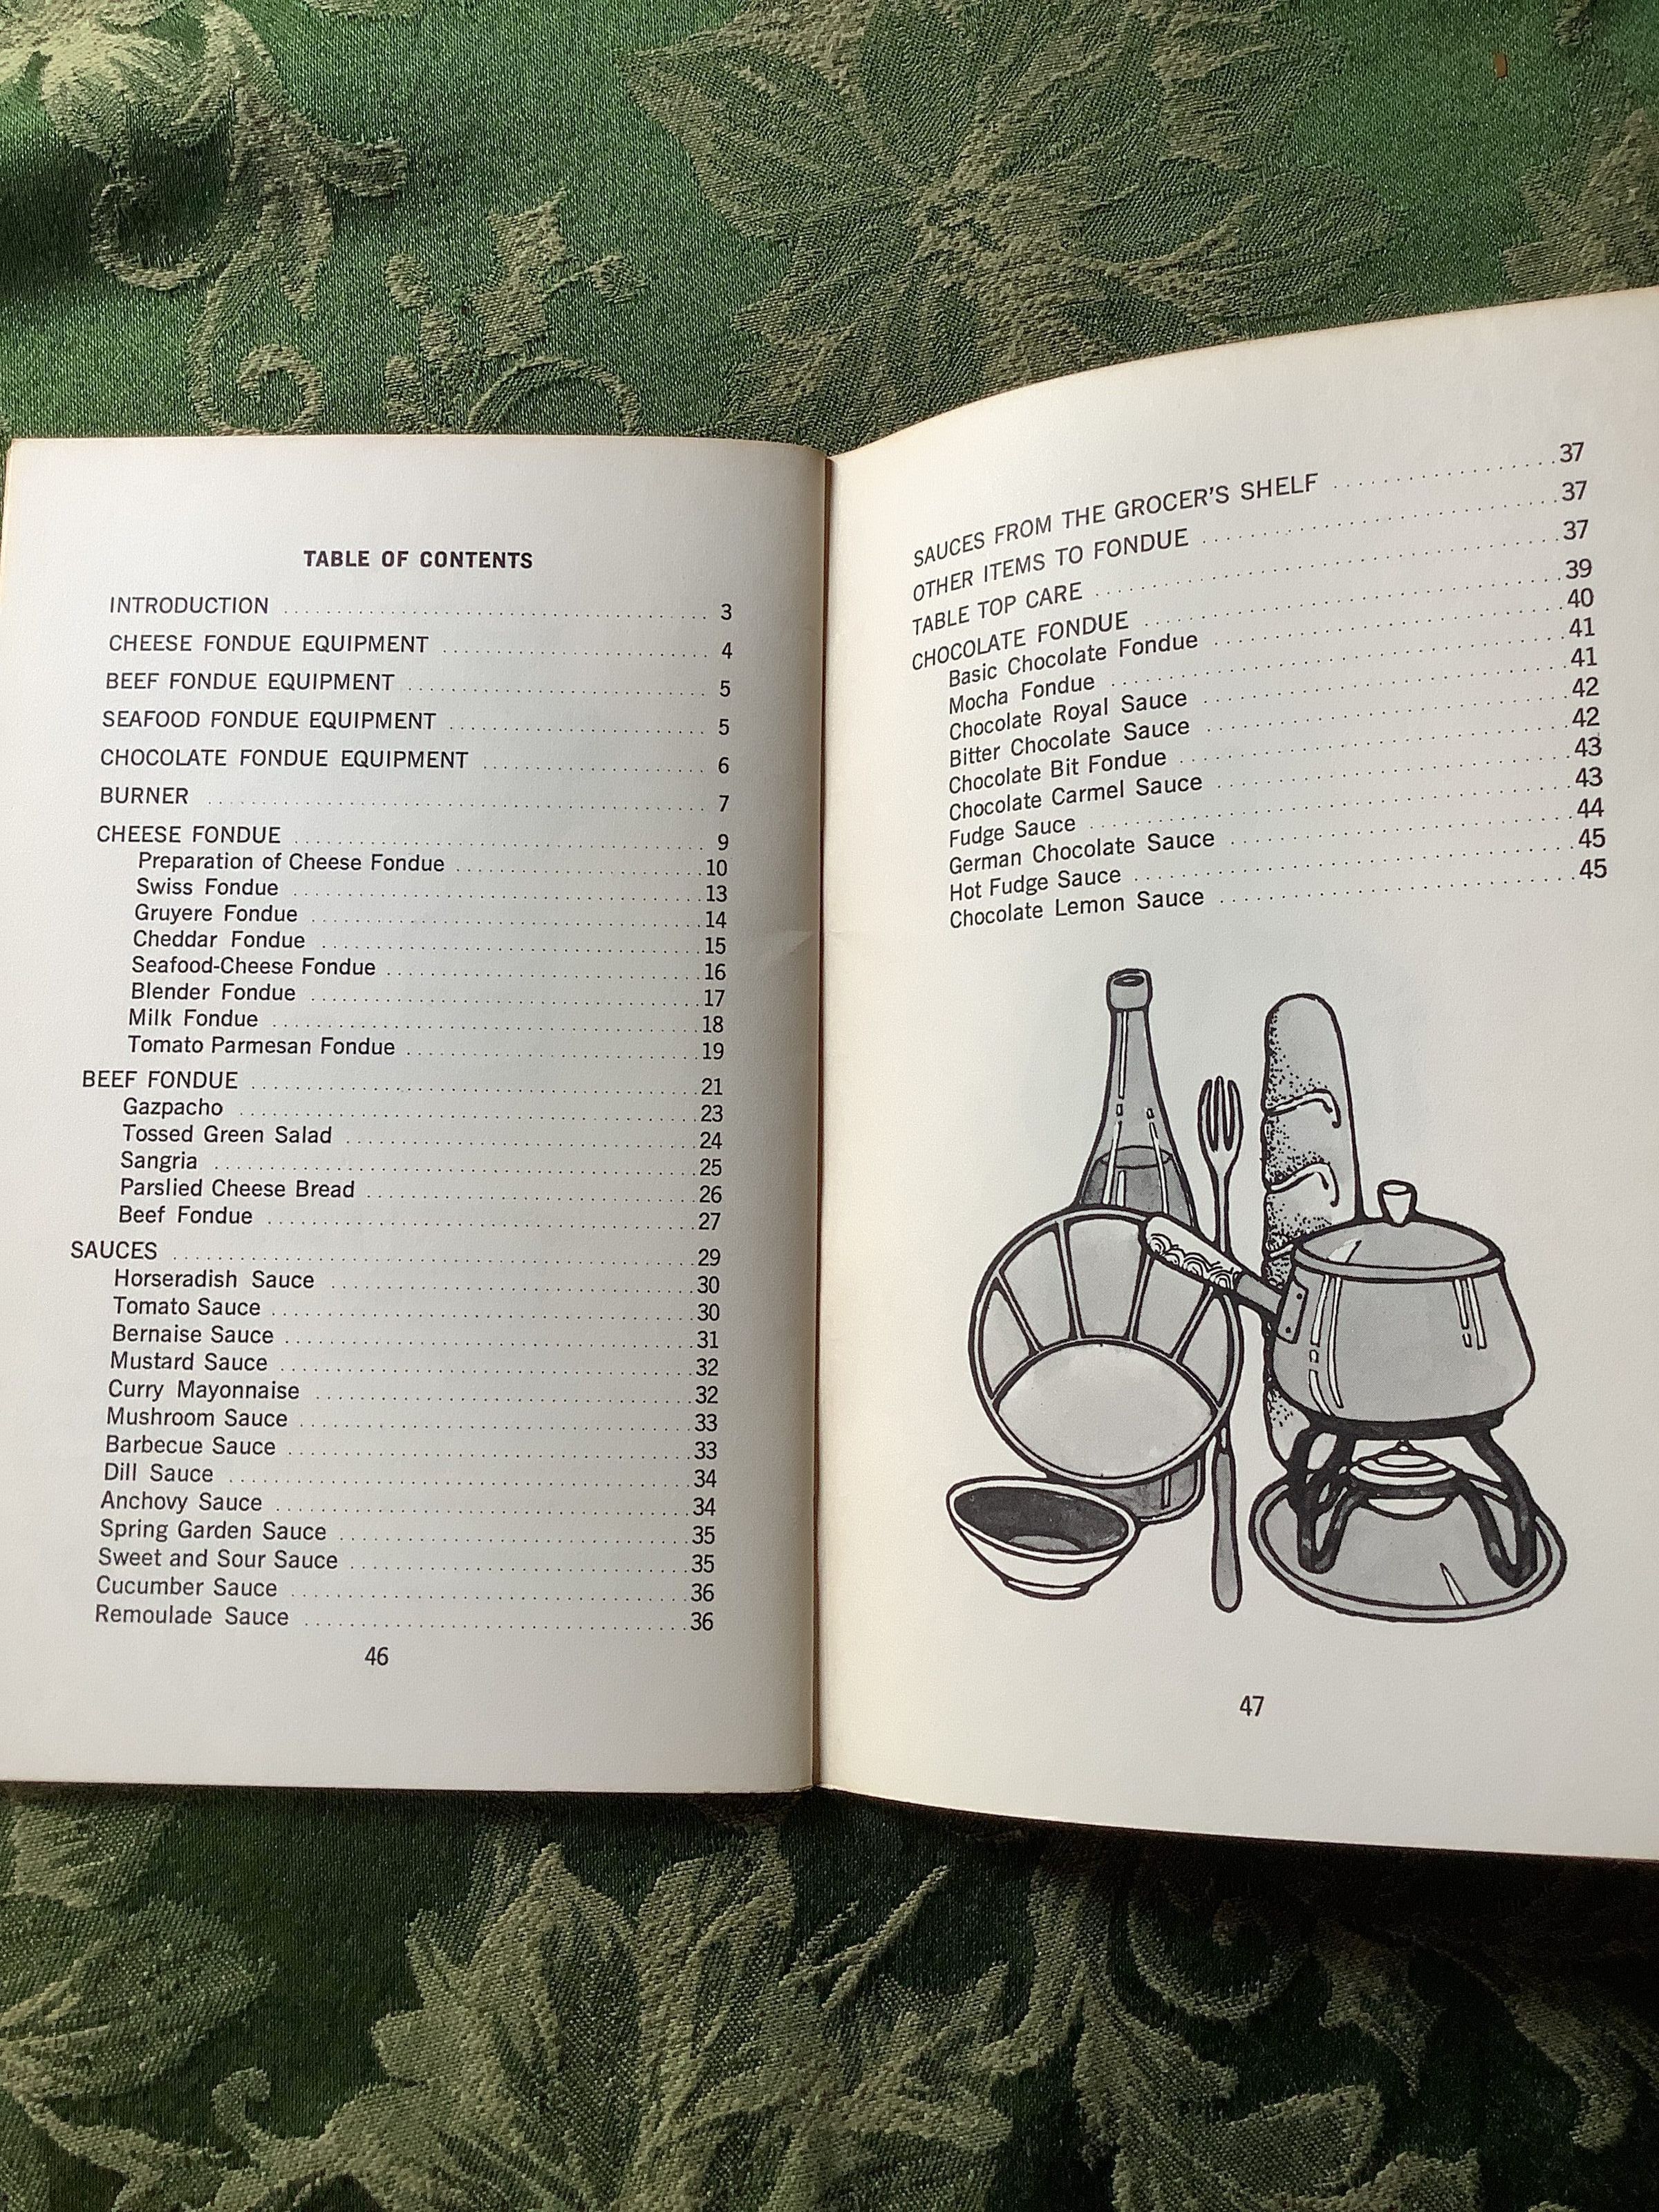 TABLE OF CONTENTS
INTRODUCTION 3
CHEESE FONDUE EQUIPMENT 4
BEEF FONDUE EQUIPMENT 5
SEAFOOD FONDUE EQUIPMENT 5
CHOCOLATE FONDUE EQUIPMENT 6
BURNER 7
CHEESE FONDUE 9
Preparation of Cheese Fondue 10
Swiss Fondue 13
Gruyere Fondue 14
Cheddar Fondue 15
Seafood-Cheese Fondue 16
Blender Fondue 17
Milk Fondue 18
Tomato Parmesan Fondue 19
BEEF FONDUE 21
Gazpacho 23
Tossed Green Salad 24
Sangria 25
Parslied Cheese Bread 26
Beef Fondue 27
SAUCES 29
Horseradish Sauce 30
Tomato Sauce 30
Bernaise Sauce 31
Mustard Sauce 32
Curry Mayonnaise 32
Mushroom Sauce 33
Barbecue Sauce 33
Dill Sauce 34
Anchovy Sauce 34
Spring Garden Sauce 35
Sweet and Sour Sauce 35
Cucumber Sauce 36
Remoulade Sauce 36
46
SAUCES FROM THE GROCER'S SHELF 37
OTHER ITEMS TO FONDUE 37
TABLE TOP CARE 37
CHOCOLATE FONDUE 39
Basic Chocolate Fondue 40
Mocha Fondue 41
Chocolate Royal Sauce 41
Bitter Chocolate Sauce 42
Chocolate Bit Fondue 42
Chocolate Carmel Sauce 43
Fudge Sauce 43
German Chocolate Sauce 44
Hot Fudge Sauce 45
Chocolate Lemon Sauce 45
47